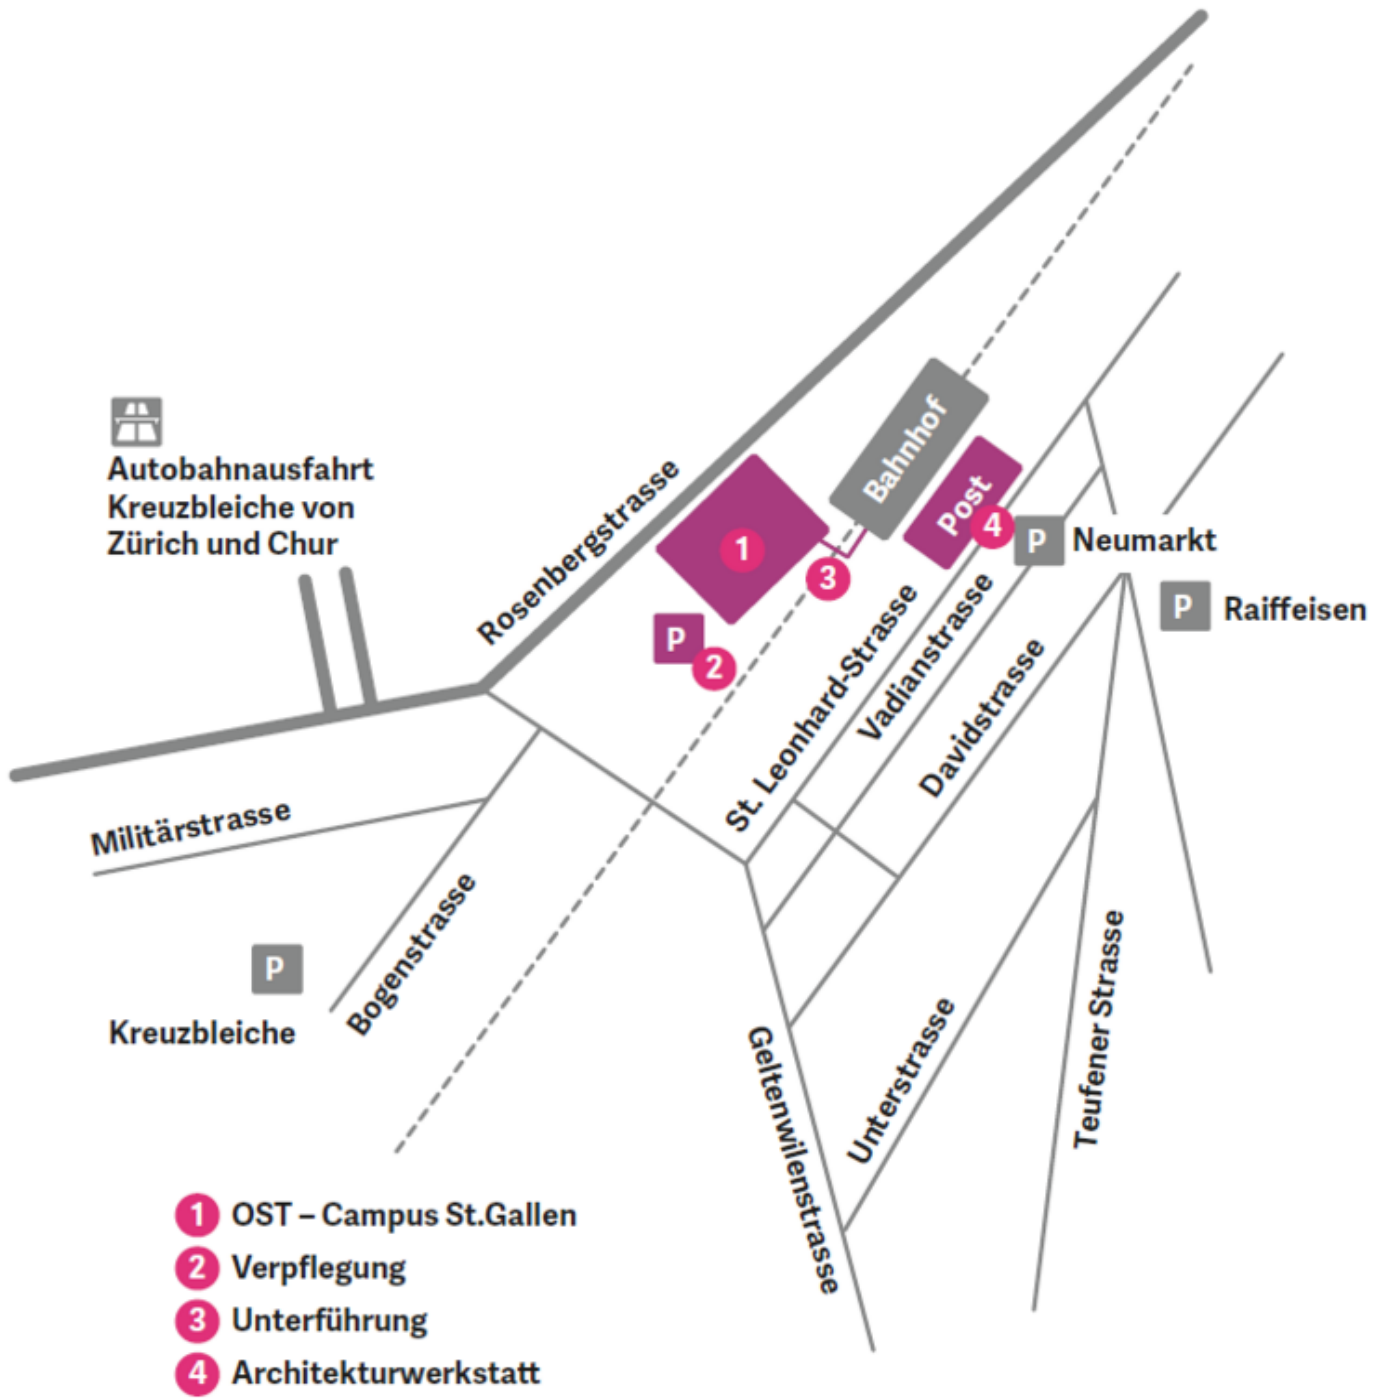 Autobahnausfahrt
Kreuzbleiche von
Zürich und Chur
Rosenbergstrasse
Bahnhof
Post
1
3
4
P
Neumarkt
P
2
P
Raiffeisen
St. Leonhard-Strasse
Vadianstrasse
Davidstrasse
Militärstrasse
Bogenstrasse
P
Kreuzbleiche
Geltenwilenstrasse
Unterstrasse
Teufener Strasse
1 OST – Campus St.Gallen
2 Verpflegung
3 Unterführung
4 Architekturwerkstatt